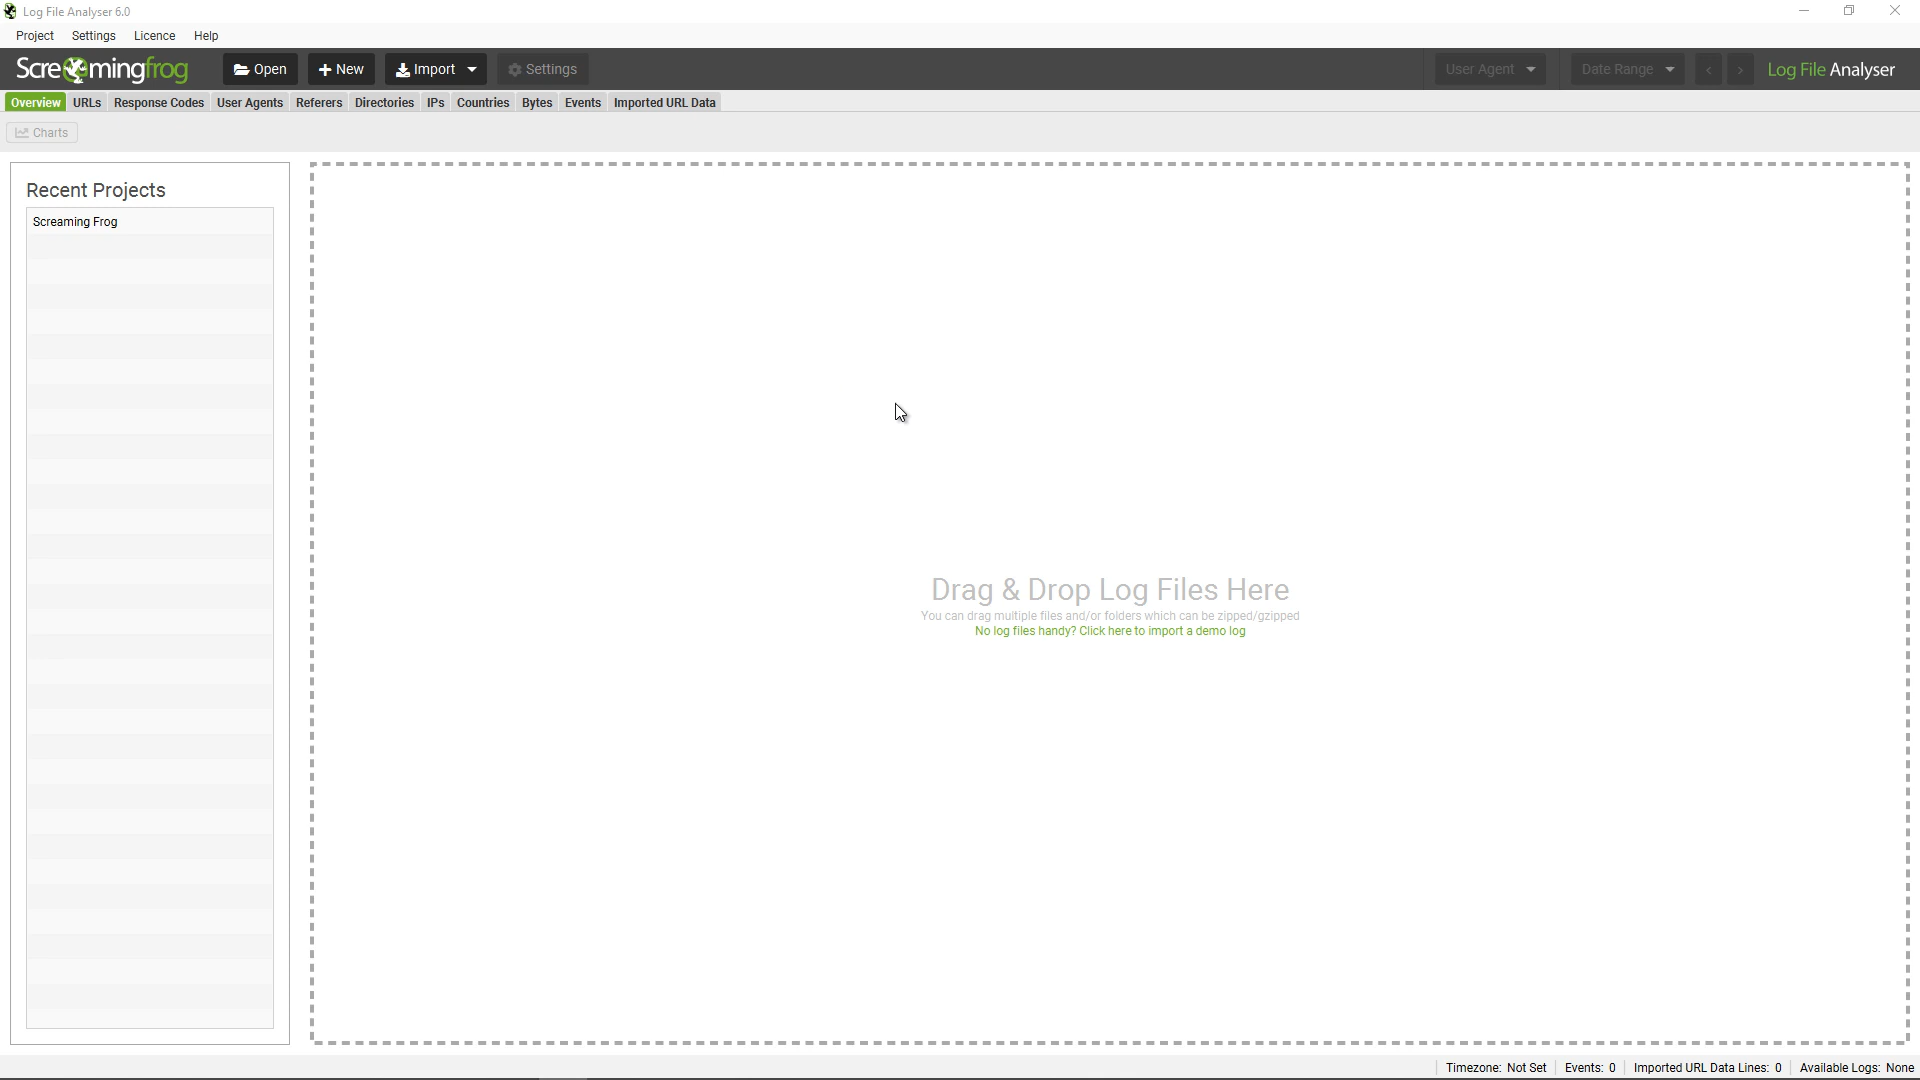 Log File Analyser 6.0
Project Settings Licence Help
Screamingfrog Open New Import Settings User Agent Date Range Log File Analyser
Overview URLs Response Codes User Agents Referers Directories IPs Countries Bytes Events Imported URL Data
Charts
Recent Projects
Screaming Frog
Drag & Drop Log Files Here
You can drag multiple files and/or folders which can be zipped/gzipped
No log files handy? Click here to import a demo log
Timezone: Not Set Events: 0 Imported URL Data Lines: 0 Available Logs: None